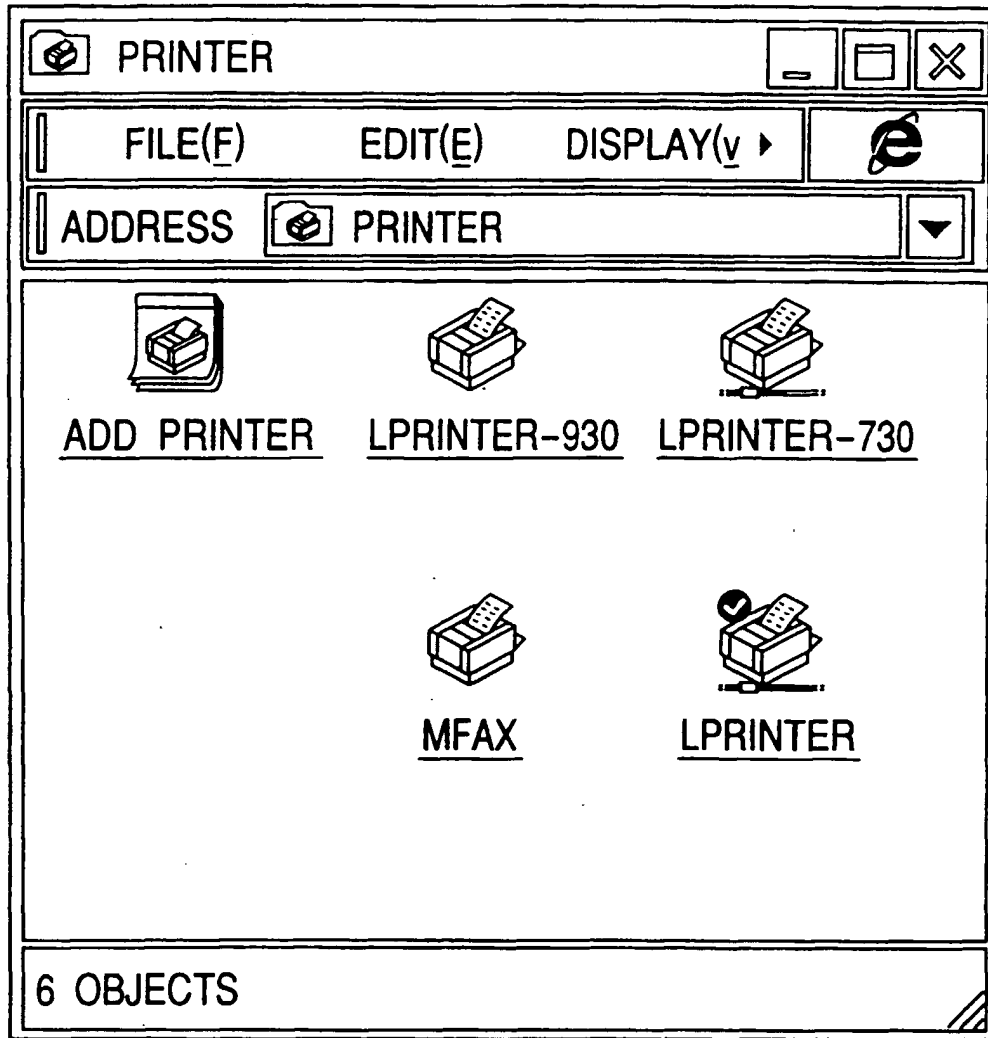 PRINTER
FILE(F) EDIT(E) DISPLAY(v
ADDRESS PRINTER
ADD PRINTER LPRINTER-930 LPRINTER-730
MFAX LPRINTER
6 OBJECTS